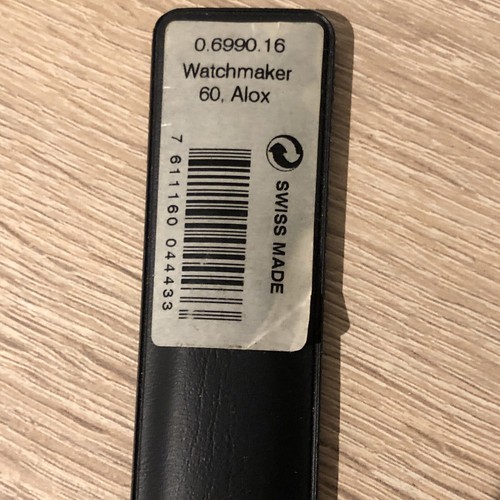 0.6990.16
Watchmaker
60, Alox
SWISS MADE
7 611160 044433